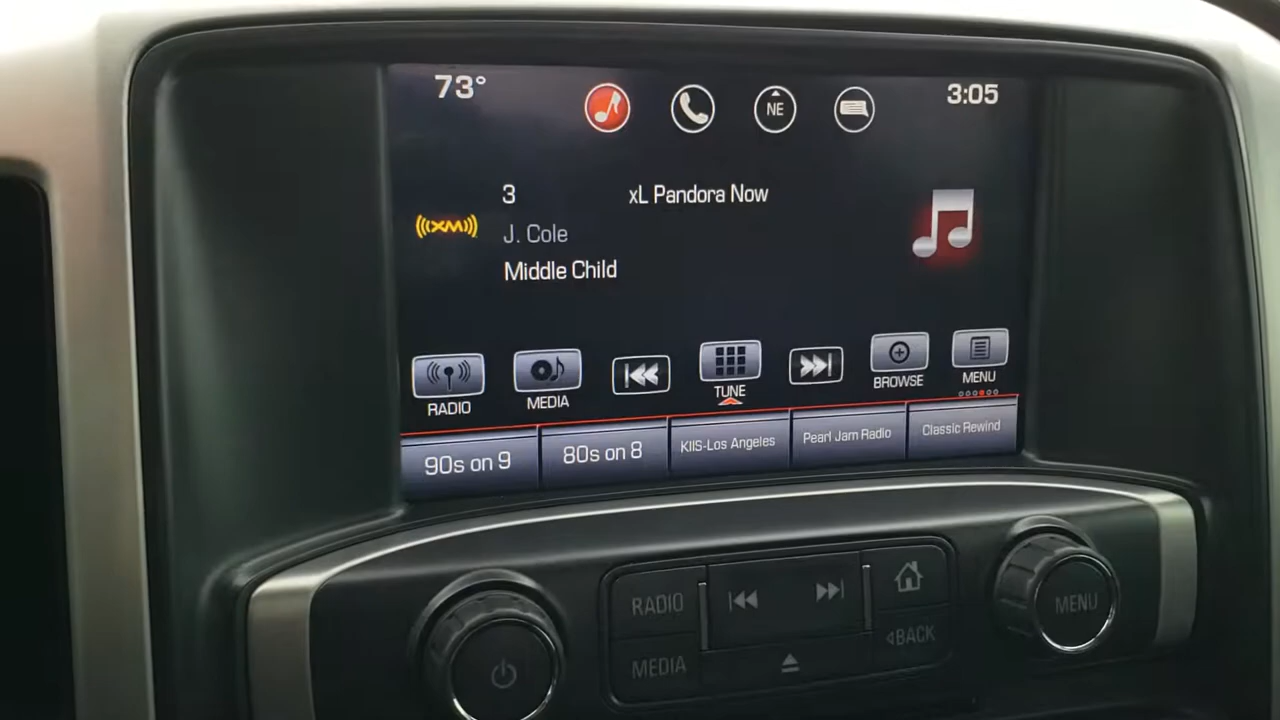 73°
NE
3:05
3 xL Pandora Now
((XM))
J. Cole
Middle Child
RADIO
MEDIA
TUNE
BROWSE
MENU
90s on 9
80s on 8
KIIS-Los Angeles
Pearl Jam Radio
Classic Rewind
RADIO
MENU
BACK
MEDIA